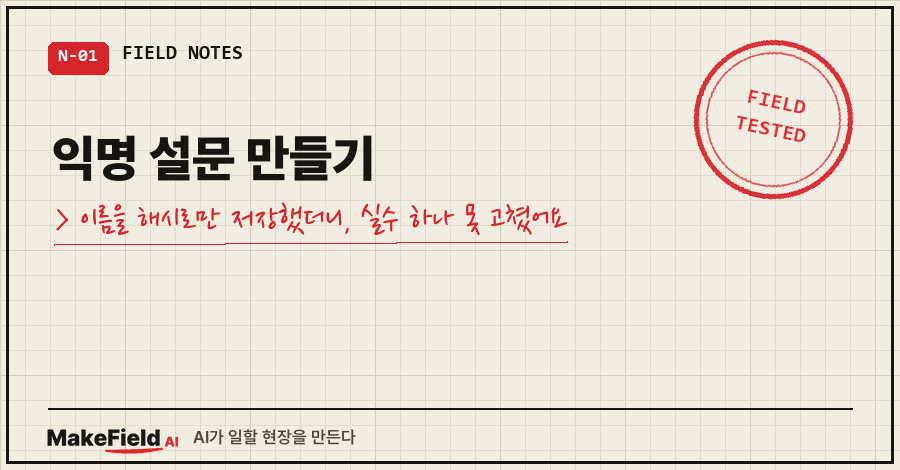 N-01 FIELD NOTES
FIELD
TESTED
익명 설문 만들기
> 이름을 해시로만 저장했더니, 실수 하나 못 고쳤어요
MakeField AI AI가 일할 현장을 만든다